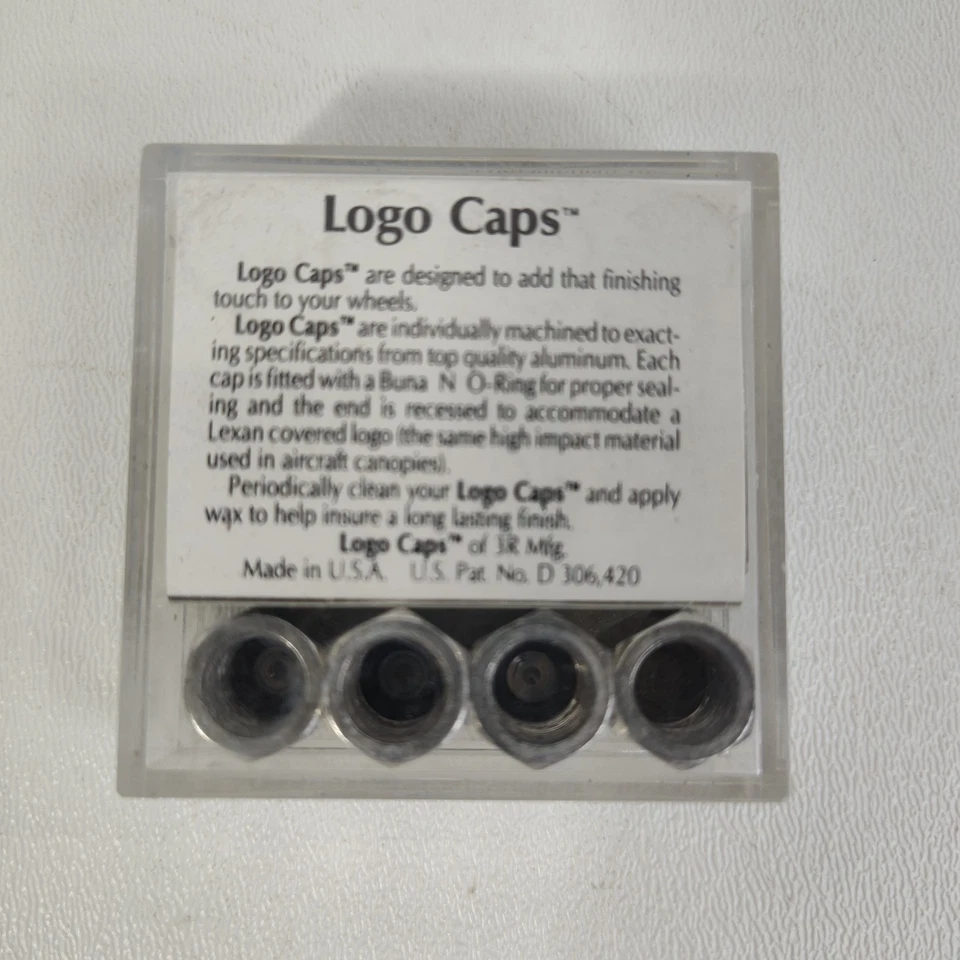 Logo Caps™
Logo Caps™ are designed to add that finishing
touch to your wheels.
Logo Caps™ are individually machined to exact-
ing specifications from top quality aluminum. Each
cap is fitted with a Buna N O-Ring for proper seal-
ing and the end is recessed to accommodate a
Lexan covered logo (the same high impact material
used in aircraft canopies).
Periodically clean your Logo Caps™ and apply
wax to help insure a long lasting finish.
Logo Caps™ of 3R Mfg.
Made in U.S.A. U.S. Pat. No. D 306,420